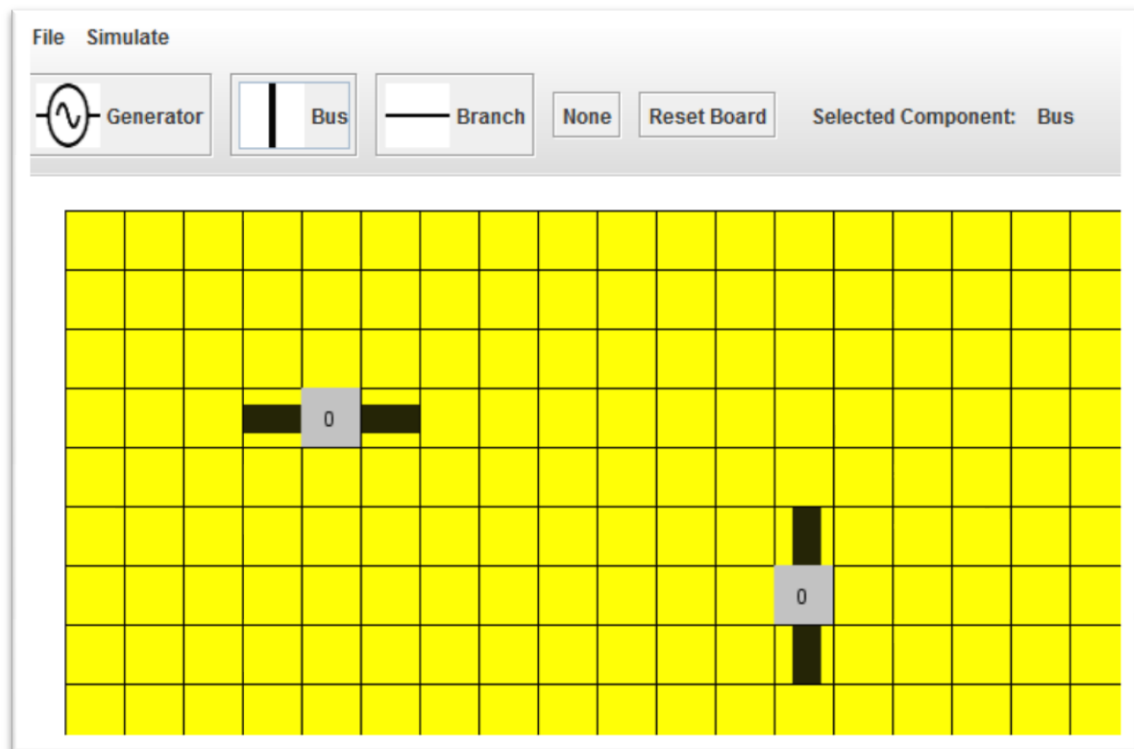 File Simulate
Generator Bus Branch None Reset Board Selected Component: Bus
0
0